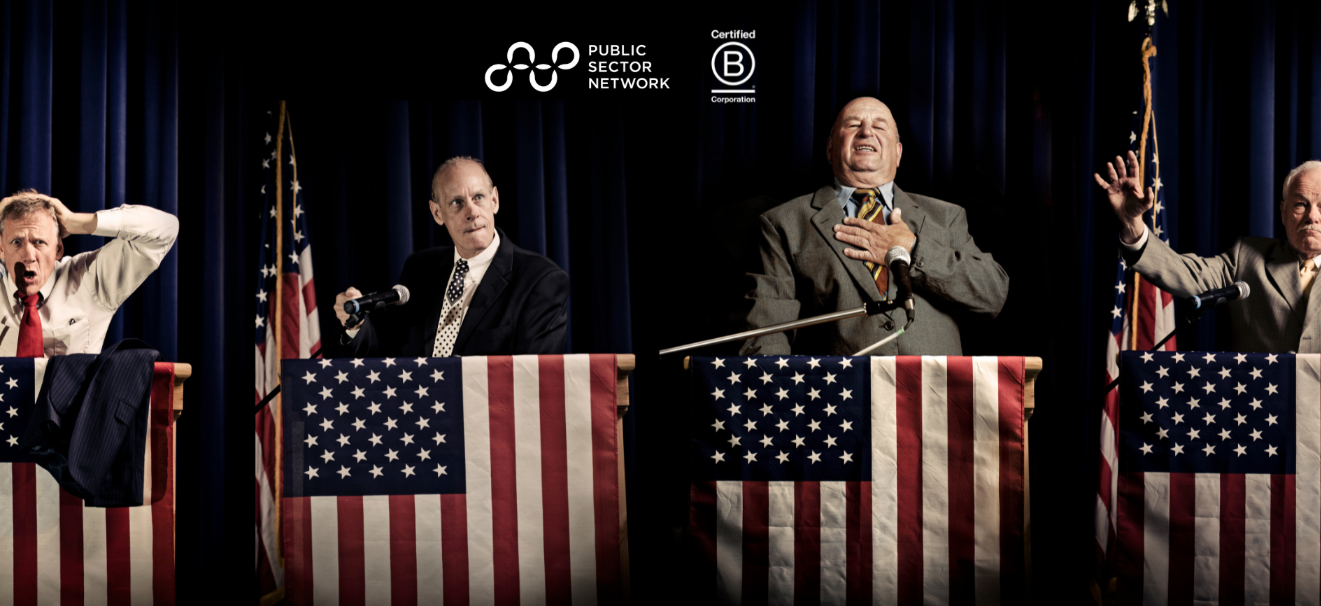 PUBLIC
SECTOR
NETWORK
Certified
B
Corporation